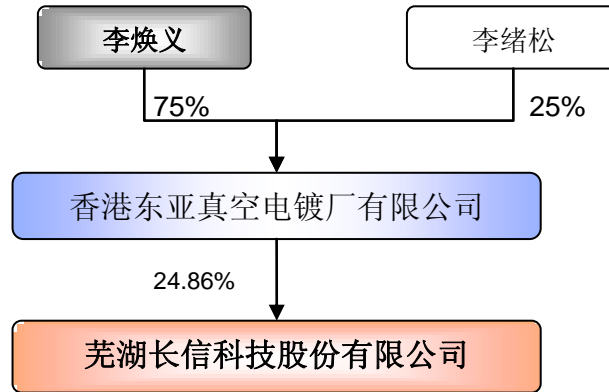 李焕义
李绪松
75%
25%
香港东亚真空电镀厂有限公司
24.86%
芜湖长信科技股份有限公司